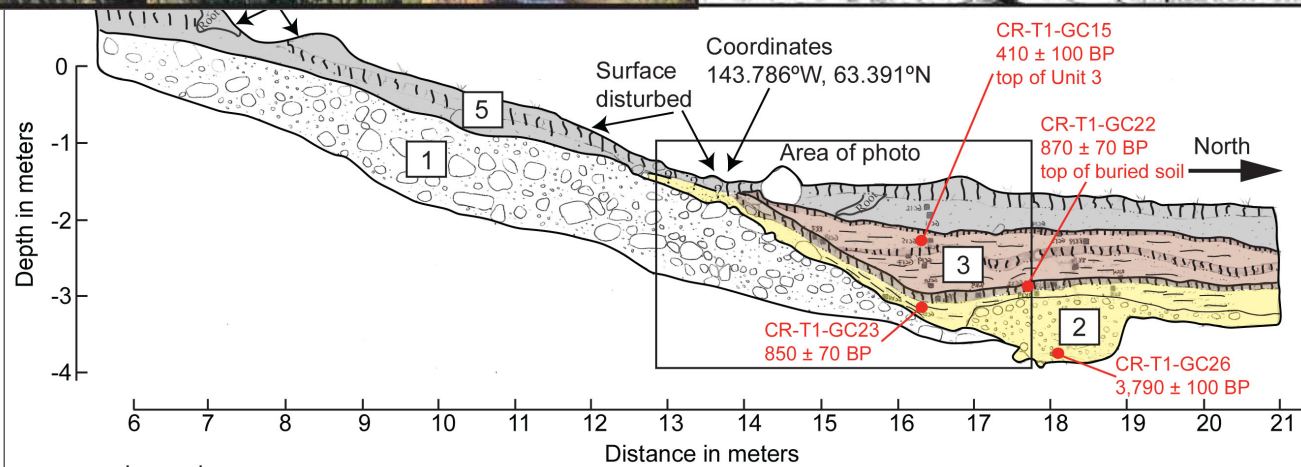 Root
CR-T1-GC15
410 ± 100 BP
top of Unit 3
Coordinates
143.786ºW, 63.391ºN
Surface
disturbed
CR-T1-GC22
870 ± 70 BP
top of buried soil
North
Area of photo
5
1
Root
3
2
CR-T1-GC23
850 ± 70 BP
CR-T1-GC26
3,790 ± 100 BP
Depth in meters
0
-1
-2
-3
-4
6 7 8 9 10 11 12 13 14 15 16 17 18 19 20 21
Distance in meters